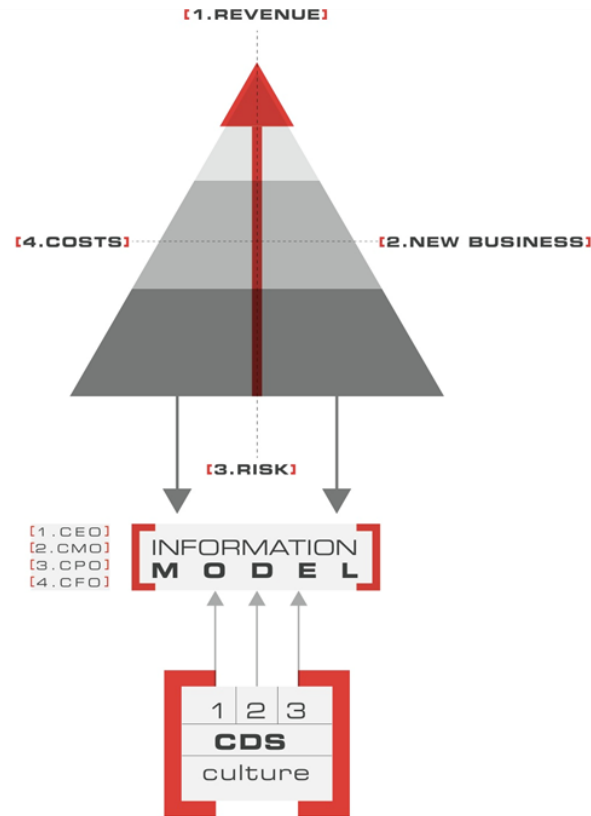 [1.REVENUE]
[4.COSTS]
[2.NEW BUSINESS]
[3.RISK]
[1.CEO]
[2.CMO]
[3.CPO]
[4.CFO]
INFORMATION
MODEL
1 2 3
CDS
culture